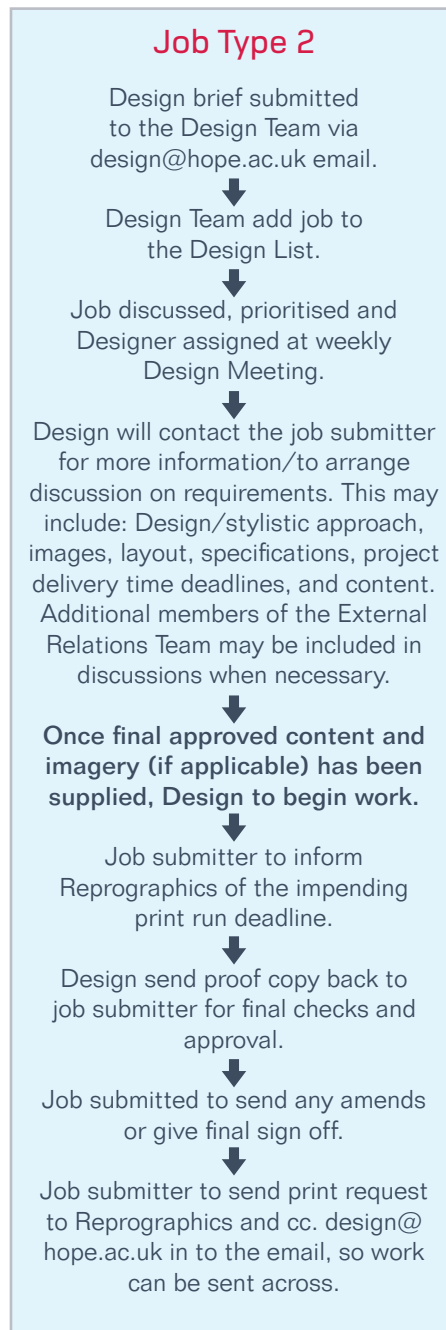 Job Type 2
Design brief submitted
to the Design Team via
design@hope.ac.uk email.
Design Team add job to
the Design List.
Job discussed, prioritised and
Designer assigned at weekly
Design Meeting.
Design will contact the job submitter
for more information/to arrange
discussion on requirements. This may
include: Design/stylistic approach,
images, layout, specifications, project
delivery time deadlines, and content.
Additional members of the External
Relations Team may be included in
discussions when necessary.
Once final approved content and
imagery (if applicable) has been
supplied, Design to begin work.
Job submitter to inform
Reprographics of the impending
print run deadline.
Design send proof copy back to
job submitter for final checks and
approval.
Job submitted to send any amends
or give final sign off.
Job submitter to send print request
to Reprographics and cc. design@
hope.ac.uk in to the email, so work
can be sent across.